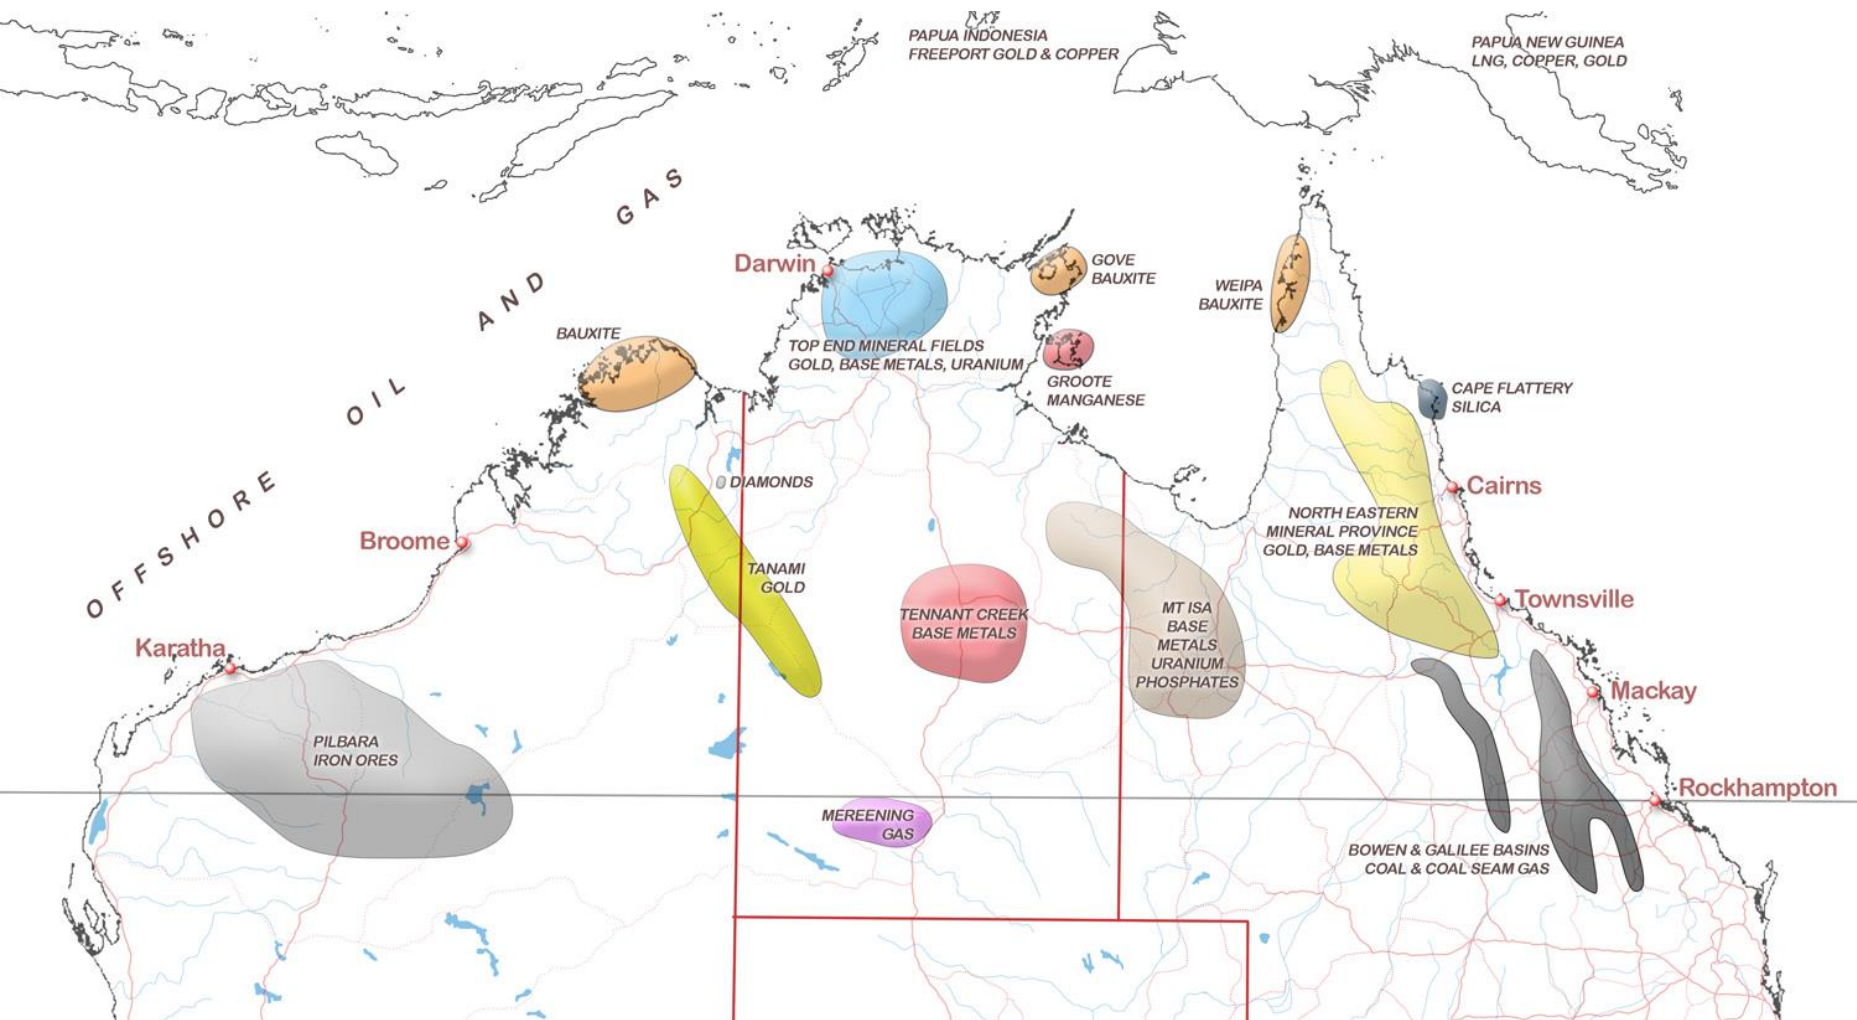 PAPUA INDONESIA
FREEPORT GOLD & COPPER
PAPUA NEW GUINEA
LNG, COPPER, GOLD
OFFSHORE OIL AND GAS
Darwin
GOVE
BAUXITE
WEIPA
BAUXITE
BAUXITE
TOP END MINERAL FIELDS
GOLD, BASE METALS, URANIUM
GROOTE
MANGANESE
CAPE FLATTERY
SILICA
DIAMONDS
Cairns
Broome
NORTH EASTERN
MINERAL PROVINCE
GOLD, BASE METALS
TANAMI
GOLD
TENNANT CREEK
BASE METALS
MT ISA
BASE
METALS
URANIUM
PHOSPHATES
Townsville
Karatha
Mackay
PILBARA
IRON ORES
Rockhampton
MEREENING
GAS
BOWEN & GALILEE BASINS
COAL & COAL SEAM GAS